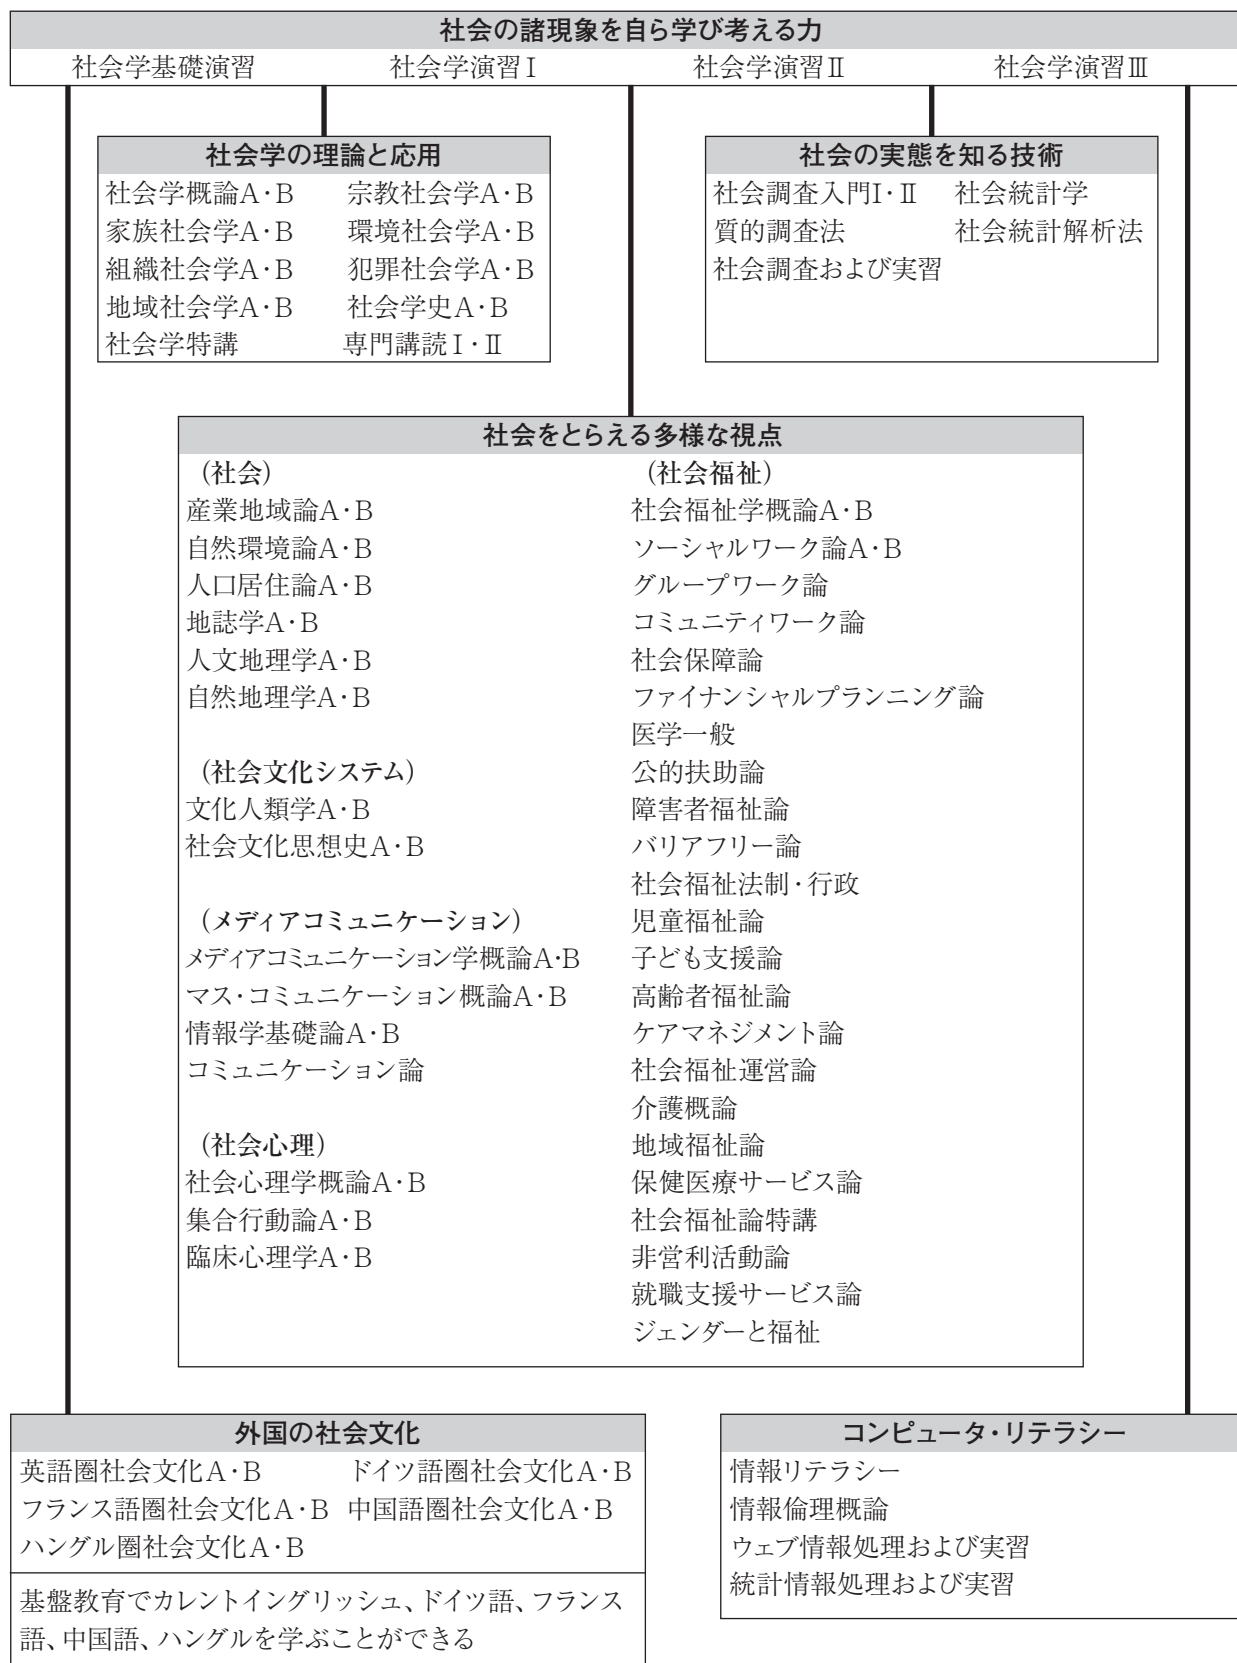 社会の諸現象を自ら学び考える力
社会学基礎演習 社会学演習Ⅰ 社会学演習Ⅱ 社会学演習Ⅲ
社会学の理論と応用
社会学概論A・B 宗教社会学A・B
家族社会学A・B 環境社会学A・B
組織社会学A・B 犯罪社会学A・B
地域社会学A・B 社会学史A・B
社会学特講 専門講読Ⅰ・Ⅱ
社会の実態を知る技術
社会調査入門I・Ⅱ 社会統計学
質的調査法 社会統計解析法
社会調査および実習
社会をとらえる多様な視点
（社会）
産業地域論A・B
自然環境論A・B
人口居住論A・B
地誌学A・B
人文地理学A・B
自然地理学A・B
（社会文化システム）
文化人類学A・B
社会文化思想史A・B
（メディアコミュニケーション）
メディアコミュニケーション学概論A・B
マス・コミュニケーション概論A・B
情報学基礎論A・B
コミュニケーション論
（社会心理）
社会心理学概論A・B
集合行動論A・B
臨床心理学A・B
（社会福祉）
社会福祉学概論A・B
ソーシャルワーク論A・B
グループワーク論
コミュニティワーク論
社会保障論
ファイナンシャルプランニング論
医学一般
公的扶助論
障害者福祉論
バリアフリー論
社会福祉法制・行政
児童福祉論
子ども支援論
高齢者福祉論
ケアマネジメント論
社会福祉運営論
介護概論
地域福祉論
保健医療サービス論
社会福祉論特講
非営利活動論
就職支援サービス論
ジェンダーと福祉
外国の社会文化
英語圏社会文化A・B ドイツ語圏社会文化A・B
フランス語圏社会文化A・B 中国語圏社会文化A・B
ハングル圏社会文化A・B
基盤教育でカレントイングリッシュ、ドイツ語、フランス
語、中国語、ハングルを学ぶことができる
コンピュータ・リテラシー
情報リテラシー
情報倫理概論
ウェブ情報処理および実習
統計情報処理および実習